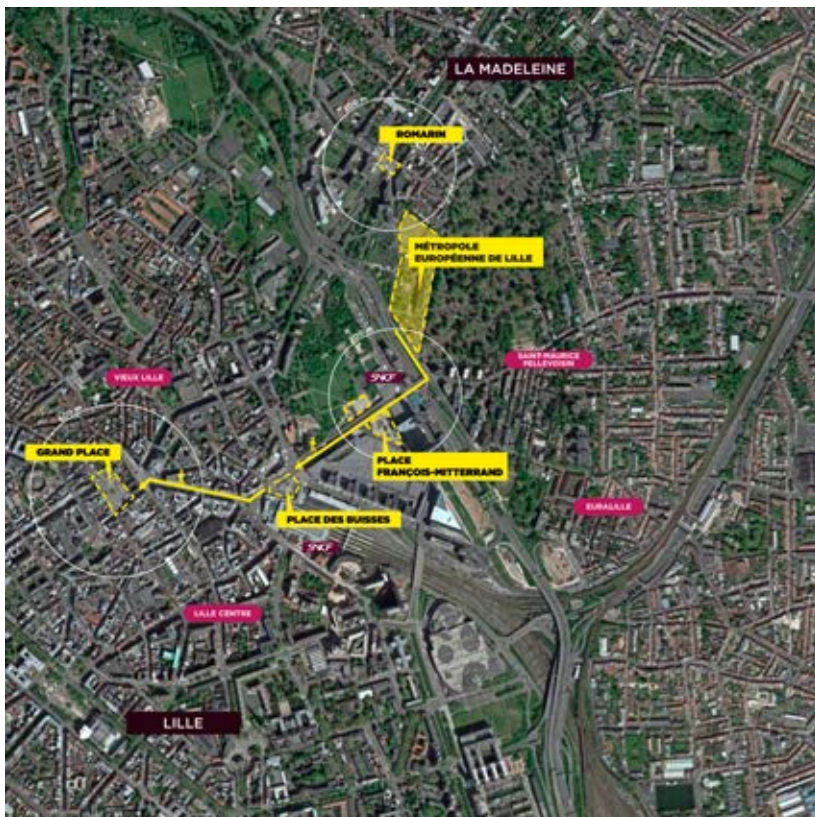 LA MADELEINE
ROMARIN
MÉTROPOLE
EUROPÉENNE DE LILLE
SAINT-MAURICE
PELLEVOISIN
VIEUX LILLE
SNCF
GRAND PLACE
PLACE
FRANÇOIS-MITTERRAND
EURALILLE
PLACE DES BUISSES
SNCF
LILLE CENTRE
LILLE